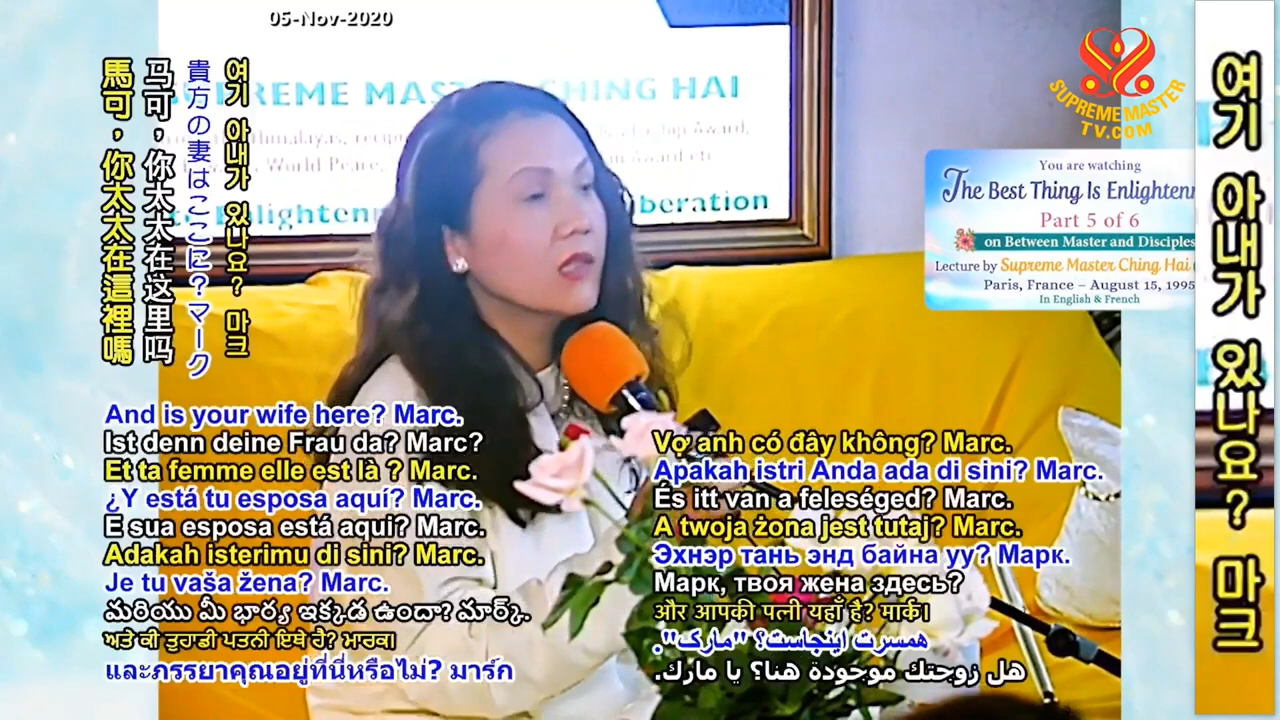 05-Nov-2020
여기 아내가 있나요? 마크
貴方の妻はここに?マーク
马可，你太太在这里吗
馬可，你太太在這裡嗎
REME MAS HING HAI
World Peace,
Award etc
Enlighten beration
SUPREME MASTER
TV.COM
You are watching
The Best Thing Is Enlighten
Part 5 of 6
on Between Master and Disciples
Lecture by Supreme Master Ching Hai
Paris, France – August 15, 1995
In English & French
여기 아내가 있나요? 마크
And is your wife here? Marc.
Ist denn deine Frau da? Marc?
Et ta femme elle est là ? Marc.
¿Y está tu esposa aquí? Marc.
E sua esposa está aqui? Marc.
Adakah isterimu di sini? Marc.
Je tu vaša žena? Marc.
మరియు మీ భార్య ఇక్కడ ఉందా? మార్క్.
ਅਤੇ ਕੀ ਤੁਹਾਡੀ ਪਤਨੀ ਇਥੇ ਹੈ? ਮਾਰਕ।
และภรรยาคุณอยู่ที่นี่หรือไม่? มาร์ก
Vợ anh có đây không? Marc.
Apakah istri Anda ada di sini? Marc.
És itt van a feleséged? Marc.
A twoja żona jest tutaj? Marc.
Эхнэр тань энд байна уу? Марк.
Марк, твоя жена здесь?
और आपकी पत्नी यहाँ है? मार्क।
همسرت اینجاست؟ "مارک".
هل زوجتك موجودة هنا؟ يا مارك.